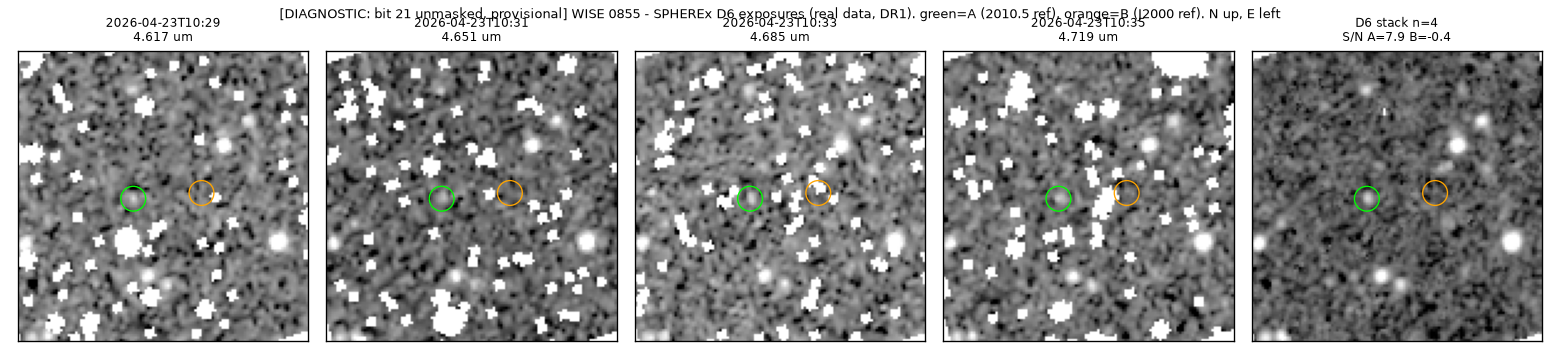 [DIAGNOSTIC: bit 21 unmasked, provisional] WISE 0855 - SPHEREx D6 exposures (real data, DR1). green=A (2010.5 ref), orange=B (J2000 ref). N up, E left
2026-04-23T10:29
4.617 um
2026-04-23T10:31
4.651 um
2026-04-23T10:33
4.685 um
2026-04-23T10:35
4.719 um
D6 stack n=4
S/N A=7.9 B=-0.4